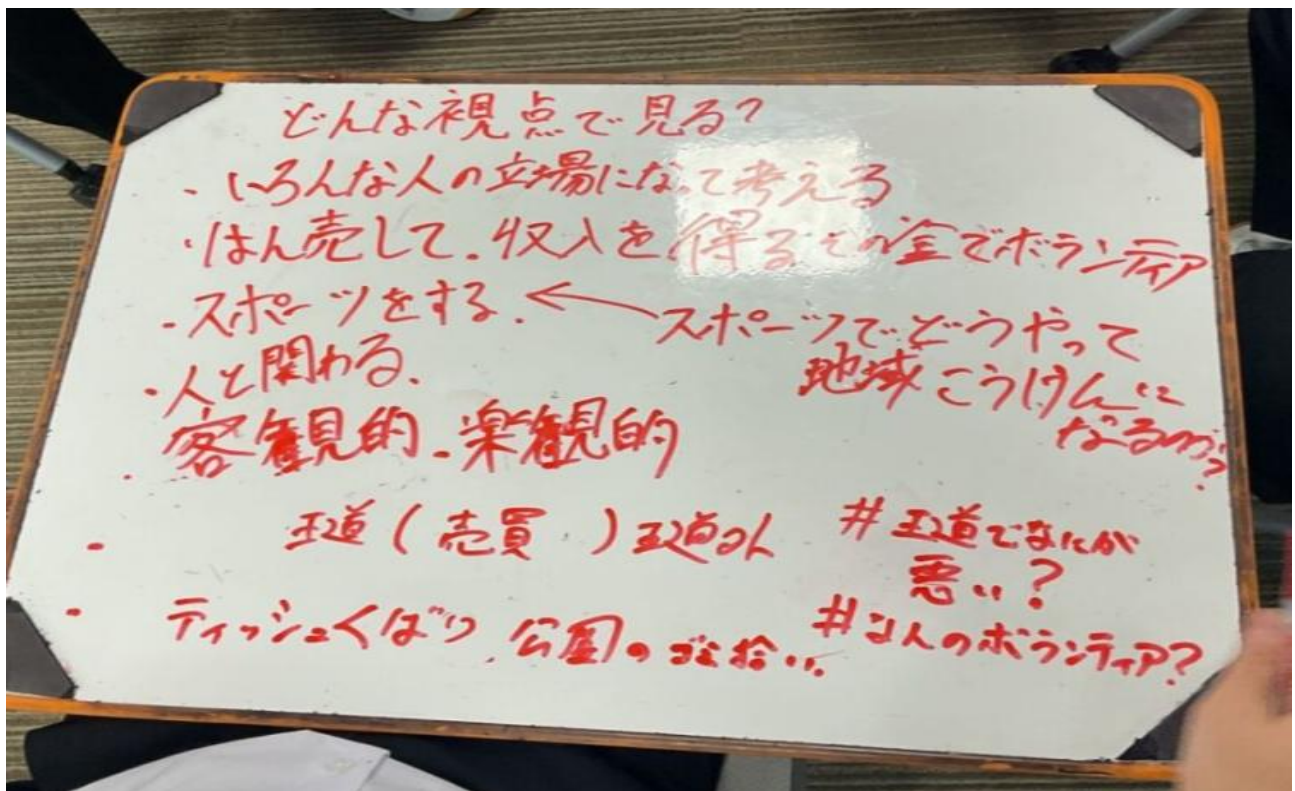 どんな視点で見る？
・いろんな人の立場になって考える
・はん売して.収入を得るその金でボランティア
・スポーツをする. ← スポーツでどうやって
地域こうけんに
なるのか?
・人と関わる.
・客観的.楽観的
・王道(売買)王道外 #王道でなにが
悪い?
・ティッシュくばり.公園のゴミ拾い. #なんのボランティア?